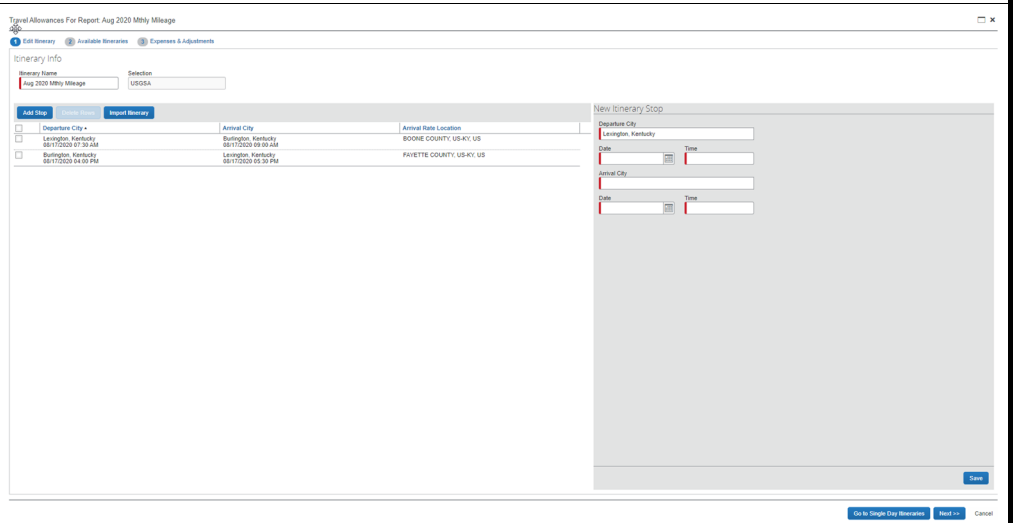 Travel Allowances For Report: Aug 2020 Mthly Mileage
1 Edit Itinerary 2 Available Itineraries 3 Expenses & Adjustments
Itinerary Info
Itinerary Name Selection
Aug 2020 Mthly Mileage USGSA
Add Stop Delete Rows Import Itinerary
Departure City Arrival City Arrival Rate Location
Lexington, Kentucky Burlington, Kentucky BOONE COUNTY, US-KY, US
08/17/2020 07:30 AM 08/17/2020 09:00 AM
Burlington, Kentucky Lexington, Kentucky FAYETTE COUNTY, US-KY, US
08/17/2020 04:00 PM 08/17/2020 05:30 PM
New Itinerary Stop
Departure City
Lexington, Kentucky
Date Time
Arrival City
Date Time
Save
Go to Single Day Itineraries Next >> Cancel